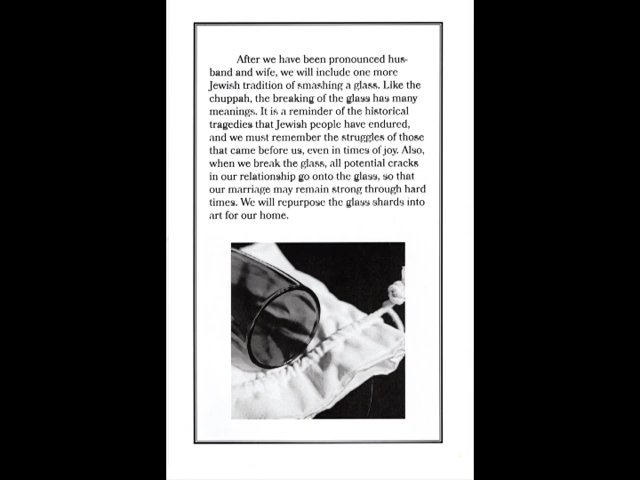 After we have been pronounced hus-
band and wife, we will include one more
Jewish tradition of smashing a glass. Like the
chuppah, the breaking of the glass has many
meanings. It is a reminder of the historical
tragedies that Jewish people have endured,
and we must remember the struggles of those
that came before us, even in times of joy. Also,
when we break the glass, all potential cracks
in our relationship go onto the glass, so that
our marriage may remain strong through hard
times. We will repurpose the glass shards into
art for our home.